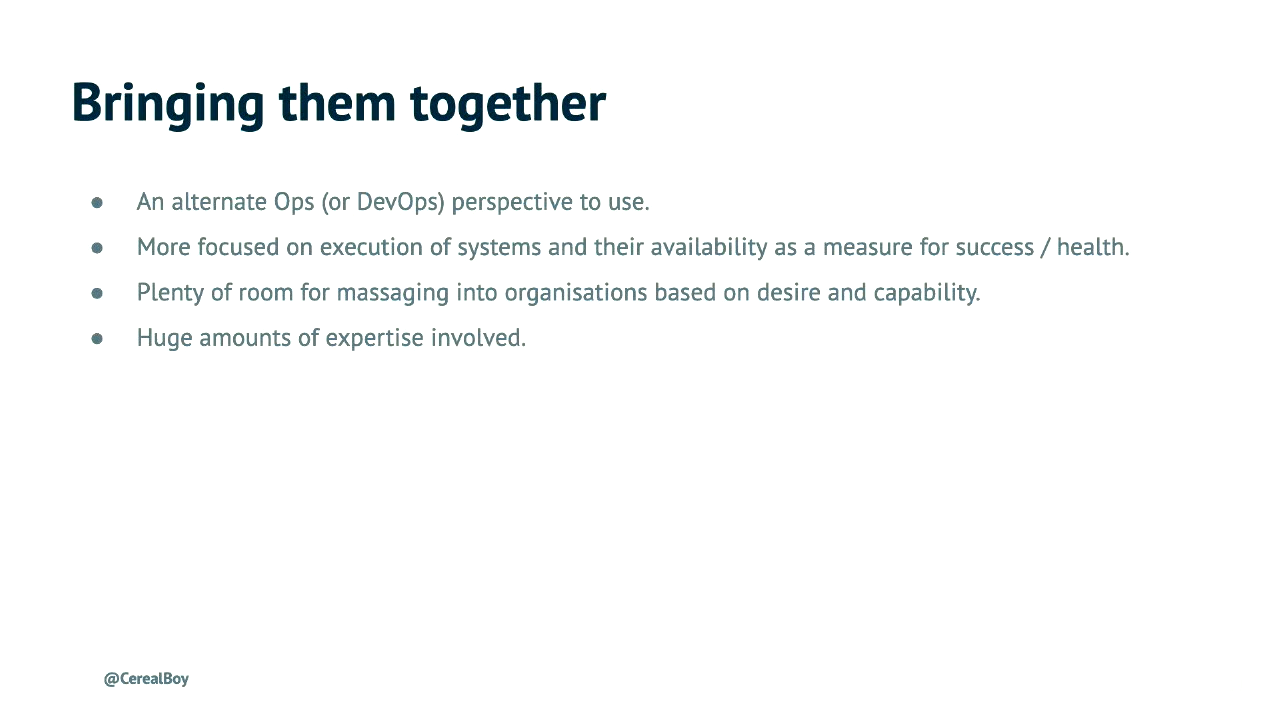 Bringing them together
● An alternate Ops (or DevOps) perspective to use.
● More focused on execution of systems and their availability as a measure for success / health.
● Plenty of room for massaging into organisations based on desire and capability.
● Huge amounts of expertise involved.
@CerealBoy